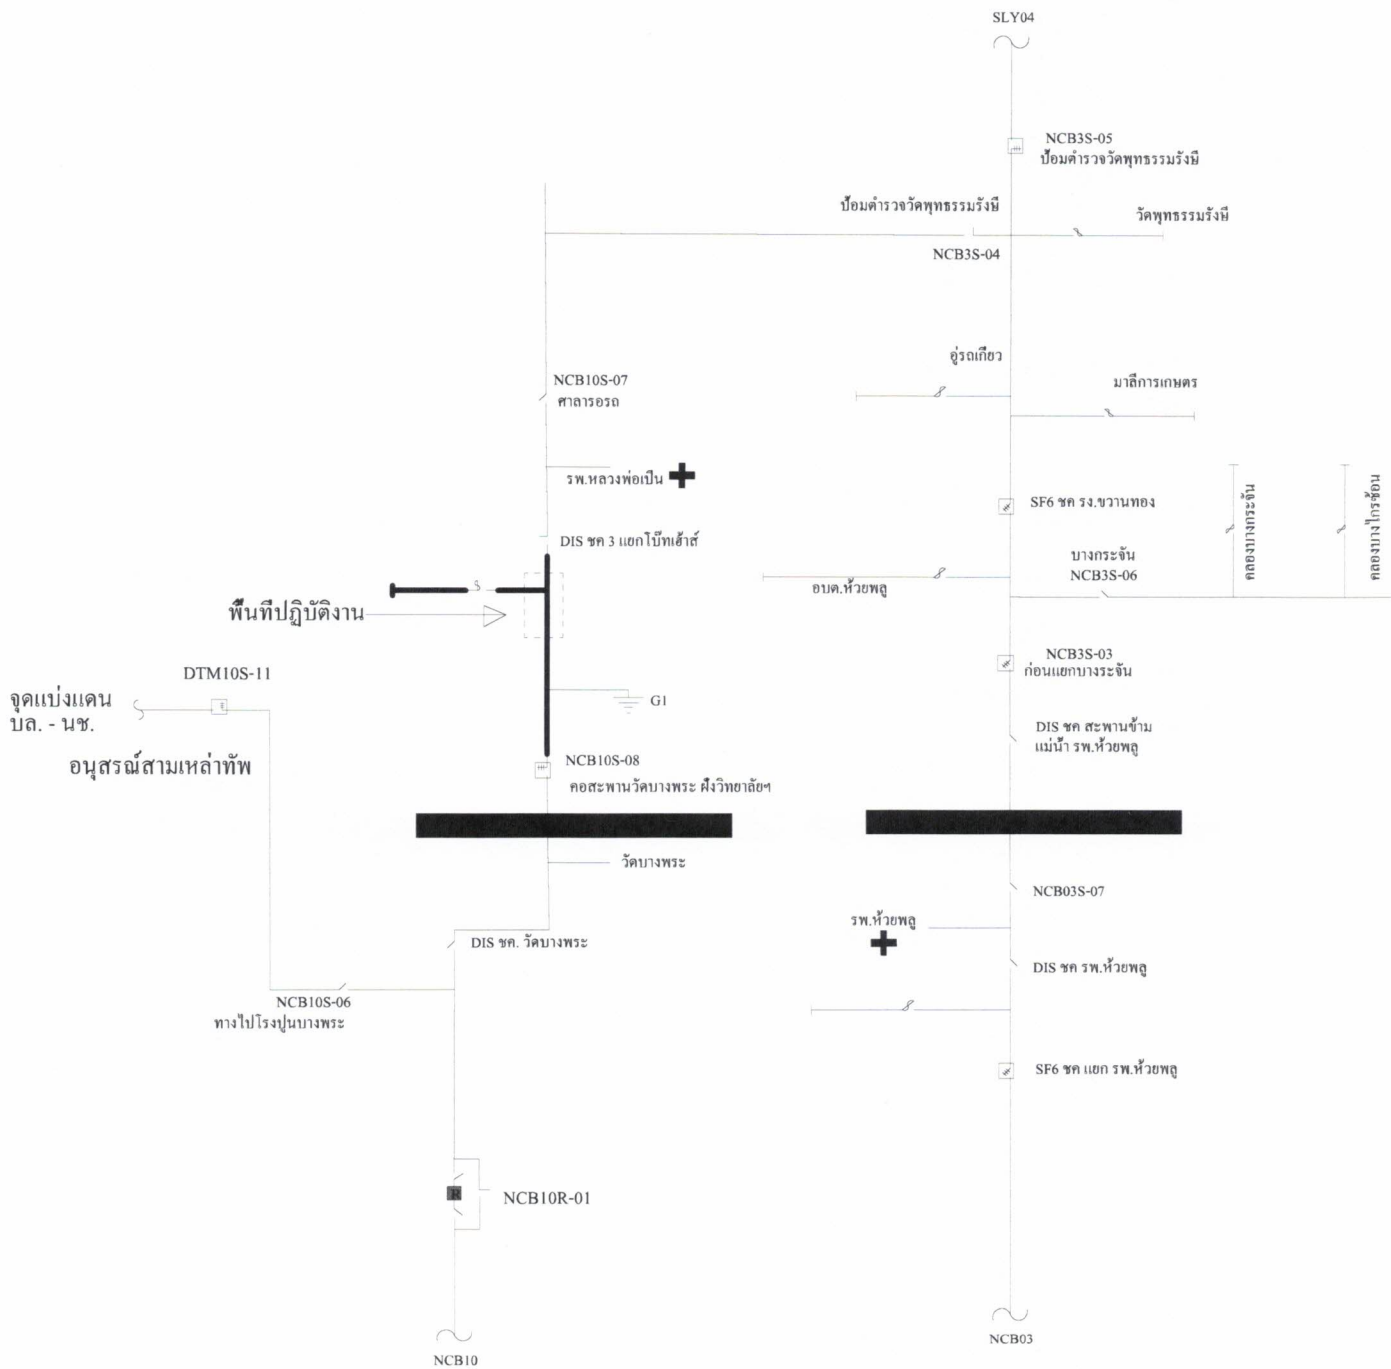 SLY04
NCB3S-05
ป้อมตำรวจวัดพุทธธรรมรังษี
ป้อมตำรวจวัดพุทธธรรมรังษี
วัดพุทธธรรมรังษี
NCB3S-04
อู่รถเกียว
มาลีการเกษตร
NCB10S-07
ศาลารอรถ
รพ.หลวงพ่อเปิ่น
SF6 ชค รง.ขวานทอง
คลองบางกระจัน
คลองบางไกรซ้อน
DIS ชค 3 แยกโบ๊ทเฮ้าส์
บางกระจัน
NCB3S-06
อบต.ห้วยพลู
พื้นที่ปฏิบัติงาน
NCB3S-03
ก่อนแยกบางระจัน
DTM10S-11
จุดแบ่งแดน
บล. - นช.
G1
DIS ชค สะพานข้าม
แม่น้ำ รพ.ห้วยพลู
อนุสรณ์สามเหล่าทัพ
NCB10S-08
คอสะพานวัดบางพระ ฝั่งวิทยาลัยฯ
วัดบางพระ
NCB03S-07
รพ.ห้วยพลู
DIS ชค. วัดบางพระ
DIS ชค รพ.ห้วยพลู
NCB10S-06
ทางไปโรงปูนบางพระ
SF6 ชค แยก รพ.ห้วยพลู
R
NCB10R-01
NCB03
NCB10